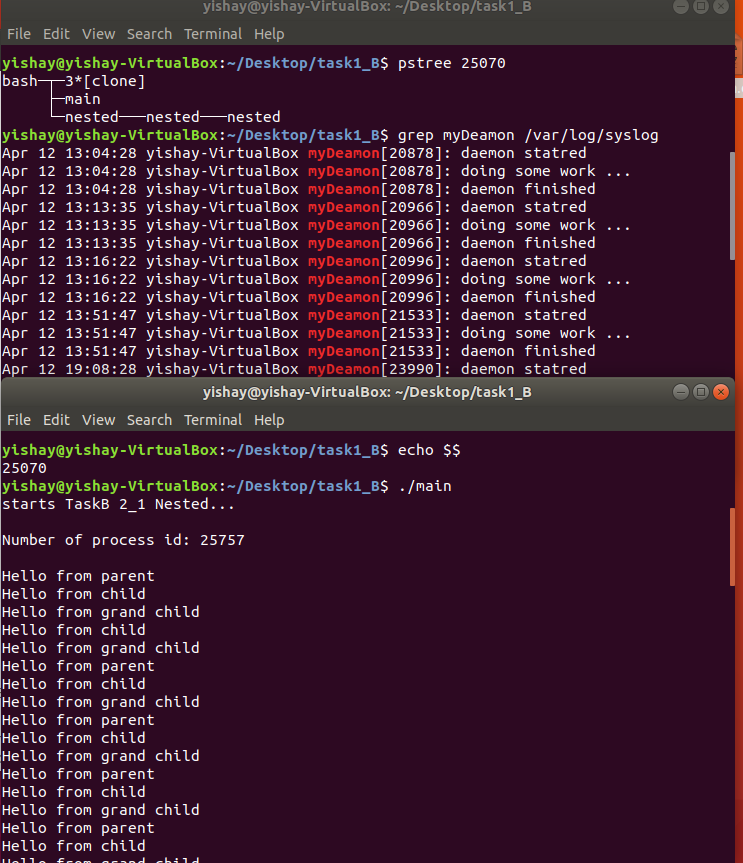 yishay@yishay-VirtualBox: ~/Desktop/task1_B
File Edit View Search Terminal Help
yishay@yishay-VirtualBox:~/Desktop/task1_B$ pstree 25070
bash─┬─3*[clone]
     ├─main
     └─nested───nested───nested
yishay@yishay-VirtualBox:~/Desktop/task1_B$ grep myDeamon /var/log/syslog
Apr 12 13:04:28 yishay-VirtualBox myDeamon[20878]: daemon statred
Apr 12 13:04:28 yishay-VirtualBox myDeamon[20878]: doing some work ...
Apr 12 13:04:28 yishay-VirtualBox myDeamon[20878]: daemon finished
Apr 12 13:13:35 yishay-VirtualBox myDeamon[20966]: daemon statred
Apr 12 13:13:35 yishay-VirtualBox myDeamon[20966]: doing some work ...
Apr 12 13:13:35 yishay-VirtualBox myDeamon[20966]: daemon finished
Apr 12 13:16:22 yishay-VirtualBox myDeamon[20996]: daemon statred
Apr 12 13:16:22 yishay-VirtualBox myDeamon[20996]: doing some work ...
Apr 12 13:16:22 yishay-VirtualBox myDeamon[20996]: daemon finished
Apr 12 13:51:47 yishay-VirtualBox myDeamon[21533]: daemon statred
Apr 12 13:51:47 yishay-VirtualBox myDeamon[21533]: doing some work ...
Apr 12 13:51:47 yishay-VirtualBox myDeamon[21533]: daemon finished
Apr 12 19:08:28 yishay-VirtualBox myDeamon[23990]: daemon statred
yishay@yishay-VirtualBox: ~/Desktop/task1_B
File Edit View Search Terminal Help
yishay@yishay-VirtualBox:~/Desktop/task1_B$ echo $$
25070
yishay@yishay-VirtualBox:~/Desktop/task1_B$ ./main
starts TaskB 2_1 Nested...
Number of process id: 25757
Hello from parent
Hello from child
Hello from grand child
Hello from child
Hello from grand child
Hello from parent
Hello from child
Hello from grand child
Hello from parent
Hello from child
Hello from grand child
Hello from parent
Hello from child
Hello from grand child
Hello from parent
Hello from child
Hello from grand child